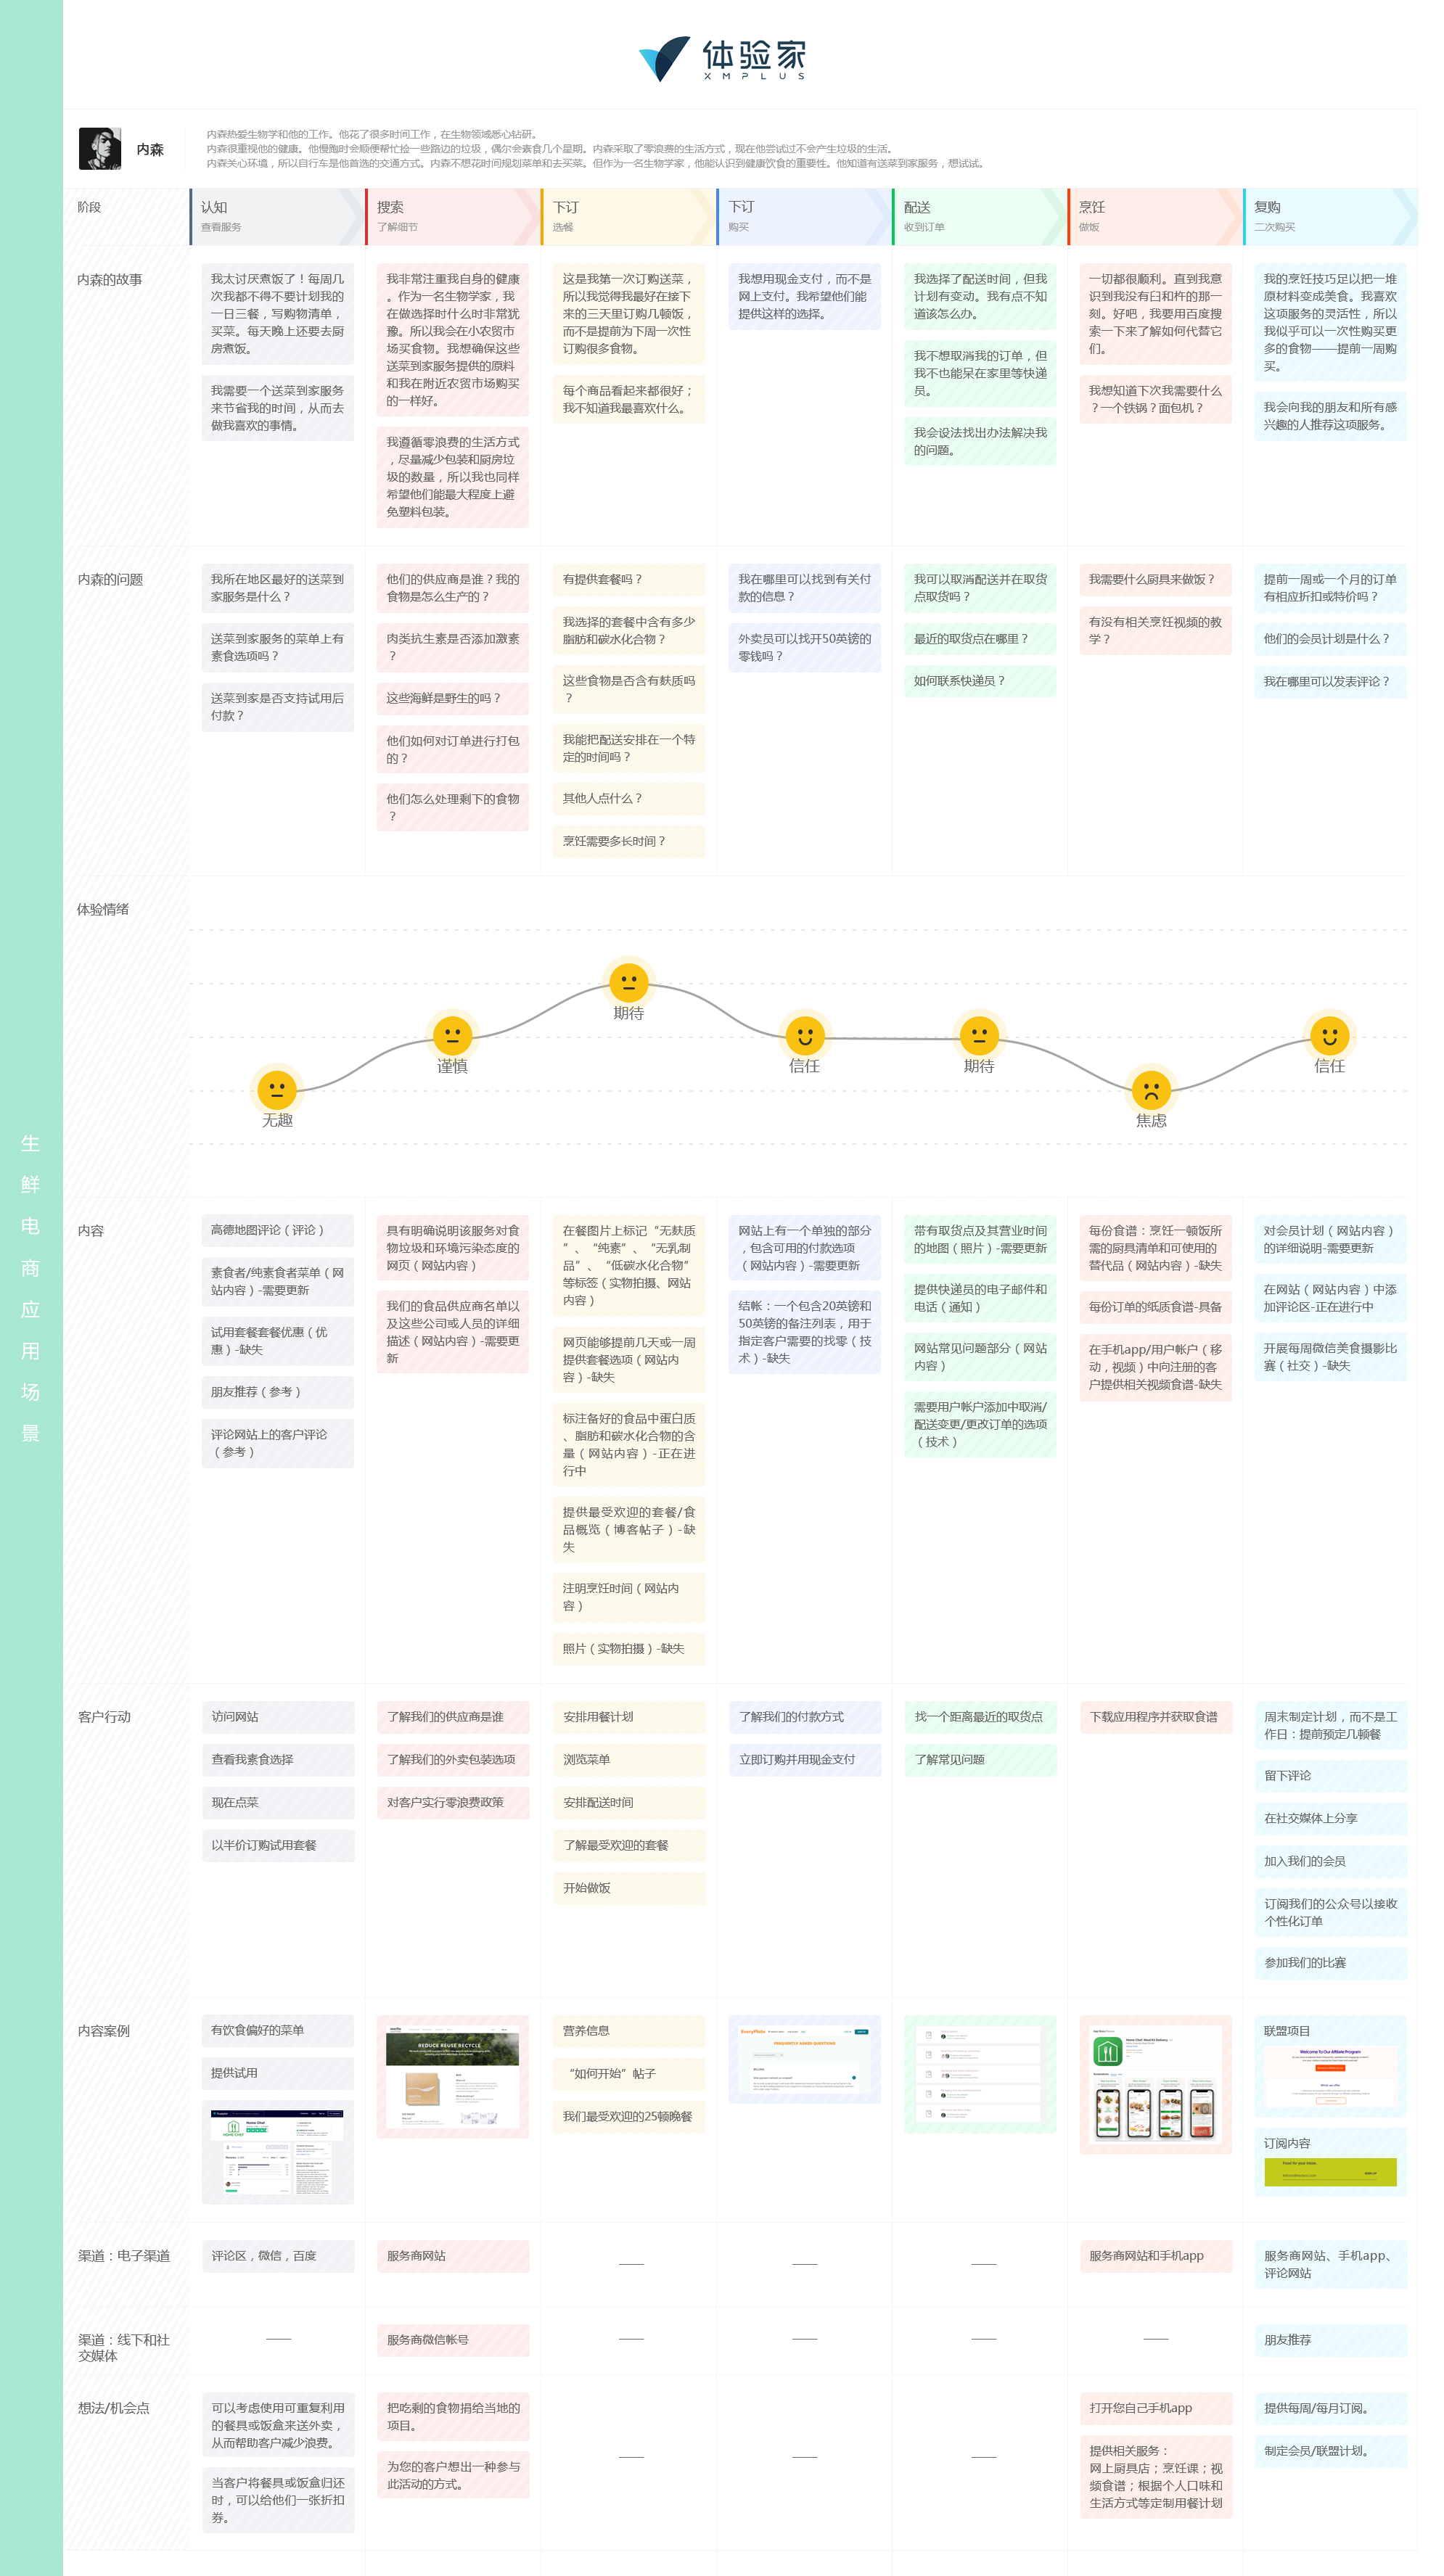 体验家
XMPLUS
内森
内森热爱生物学和他的工作。他花了很多时间工作，在生物领域悉心钻研。
内森很重视他的健康。他慢跑时会顺便帮忙捡一些路边的垃圾，偶尔会素食几个星期。内森采取了零浪费的生活方式，现在他尝试过不会产生垃圾的生活。
内森关心环境，所以自行车是他首选的交通方式。内森不想花时间规划菜单和去买菜。但作为一名生物学家，他能认识到健康饮食的重要性。他知道有送菜到家服务，想试试。
生鲜电商应用场景
阶段
认知
查看服务
搜索
了解细节
下订
选餐
下订
购买
配送
收到订单
烹饪
做饭
复购
二次购买
内森的故事
我太讨厌煮饭了！每周几
次我都不得不要计划我的
一日三餐，写购物清单，
买菜。每天晚上还要去厨
房煮饭。
我需要一个送菜到家服务
来节省我的时间，从而去
做我喜欢的事情。
我非常注重我自身的健康
。作为一名生物学家，我
在做选择时什么时非常犹
豫。所以我会在小农贸市
场买食物。我想确保这些
送菜到家服务提供的原料
和我在附近农贸市场购买
的一样好。
我遵循零浪费的生活方式
，尽量减少包装和厨房垃
圾的数量，所以我也同样
希望他们能最大程度上避
免塑料包装。
这是我第一次订购送菜，
所以我觉得我最好在接下
来的三天里订购几顿饭，
而不是提前为下周一次性
订购很多食物。
每个商品看起来都很好；
我不知道我最喜欢什么。
我想用现金支付，而不是
网上支付。我希望他们能
提供这样的选择。
我选择了配送时间，但我
计划有变动。我有点不知
道该怎么办。
我不想取消我的订单，但
我不也能呆在家里等快递
员。
我会设法找出办法解决我
的问题。
一切都很顺利。直到我意
识到我没有臼和杵的那一
刻。好吧，我要用百度搜
索一下来了解如何代替它
们。
我想知道下次我需要什么
？一个铁锅？面包机？
我的烹饪技巧足以把一堆
原材料变成美食。我喜欢
这项服务的灵活性，所以
我似乎可以一次性购买更
多的食物——提前一周购
买。
我会向我的朋友和所有感
兴趣的人推荐这项服务。
内森的问题
我所在地区最好的送菜到
家服务是什么？
送菜到家服务的菜单上有
素食选项吗？
送菜到家是否支持试用后
付款？
他们的供应商是谁？我的
食物是怎么生产的？
肉类抗生素是否添加激素
？
这些海鲜是野生的吗？
他们如何对订单进行打包
的？
他们怎么处理剩下的食物
？
有提供套餐吗？
我选择的套餐中含有多少
脂肪和碳水化合物？
这些食物是否含有麸质吗
？
我能把配送安排在一个特
定的时间吗？
其他人点什么？
烹饪需要多长时间？
我在哪里可以找到有关付
款的信息？
外卖员可以找开50英镑的
零钱吗？
我可以取消配送并在取货
点取货吗？
最近的取货点在哪里？
如何联系快递员？
我需要什么厨具来做饭？
有没有相关烹饪视频的教
学？
提前一周或一个月的订单
有相应折扣或特价吗？
他们的会员计划是什么？
我在哪里可以发表评论？
体验情绪
无趣
谨慎
期待
信任
期待
焦虑
信任
内容
高德地图评论（评论）
素食者/纯素食者菜单（网
站内容）-需要更新
试用套餐套餐优惠（优
惠）-缺失
朋友推荐（参考）
评论网站上的客户评论
（参考）
具有明确说明该服务对食
物垃圾和环境污染态度的
网页（网站内容）
我们的食品供应商名单以
及这些公司或人员的详细
描述（网站内容）-需要更
新
在餐图片上标记“无麸质
”、“纯素”、“无乳制
品”、“低碳水化合物”
等标签（实物拍摄、网站
内容）
网页能够提前几天或一周
提供套餐选项（网站内
容）-缺失
标注备好的食品中蛋白质
、脂肪和碳水化合物的含
量（网站内容）-正在进
行中
提供最受欢迎的套餐/食
品概览（博客帖子）-缺
失
注明烹饪时间（网站内
容）
照片（实物拍摄）-缺失
网站上有一个单独的部分
，包含可用的付款选项
（网站内容）-需要更新
结帐：一个包含20英镑和
50英镑的备注列表，用于
指定客户需要的找零（技
术）-缺失
带有取货点及其营业时间
的地图（照片）-需要更新
提供快递员的电子邮件和
电话（通知）
网站常见问题部分（网站
内容）
需要用户帐户添加中取消/
配送变更/更改订单的选项
（技术）
每份食谱：烹饪一顿饭所
需的厨具清单和可使用的
替代品（网站内容）-缺失
每份订单的纸质食谱-具备
在手机app/用户帐户（移
动，视频）中向注册的客
户提供相关视频食谱-缺失
对会员计划（网站内容）
的详细说明-需要更新
在网站（网站内容）中添
加评论区-正在进行中
开展每周微信美食摄影比
赛（社交）-缺失
客户行动
访问网站
查看我素食选择
现在点菜
以半价订购试用套餐
了解我们的供应商是谁
了解我们的外卖包装选项
对客户实行零浪费政策
安排用餐计划
浏览菜单
安排配送时间
了解最受欢迎的套餐
开始做饭
了解我们的付款方式
立即订购并用现金支付
找一个距离最近的取货点
了解常见问题
下载应用程序并获取食谱
周末制定计划，而不是工
作日：提前预定几顿餐
留下评论
在社交媒体上分享
加入我们的会员
订阅我们的公众号以接收
个性化订单
参加我们的比赛
内容案例
有饮食偏好的菜单
提供试用
Home Chef
HOME CHEF
REDUCE REUSE RECYCLE
营养信息
“如何开始”帖子
我们最受欢迎的25顿晚餐
EveryPlate
FREQUENTLY ASKED QUESTIONS
联盟项目
Welcome To Our Affiliate Program
订阅内容
渠道：电子渠道
评论区，微信，百度
服务商网站
——
——
——
服务商网站和手机app
服务商网站、手机app、
评论网站
渠道：线下和社
交媒体
——
服务商微信帐号
——
——
——
——
朋友推荐
想法/机会点
可以考虑使用可重复利用
的餐具或饭盒来送外卖，
从而帮助客户减少浪费。
当客户将餐具或饭盒归还
时，可以给他们一张折扣
券。
把吃剩的食物捐给当地的
项目。
为您的客户想出一种参与
此活动的方式。
——
——
——
打开您自己手机app
提供相关服务：
网上厨具店；烹饪课；视
频食谱；根据个人口味和
生活方式等定制用餐计划
提供每周/每月订阅。
制定会员/联盟计划。